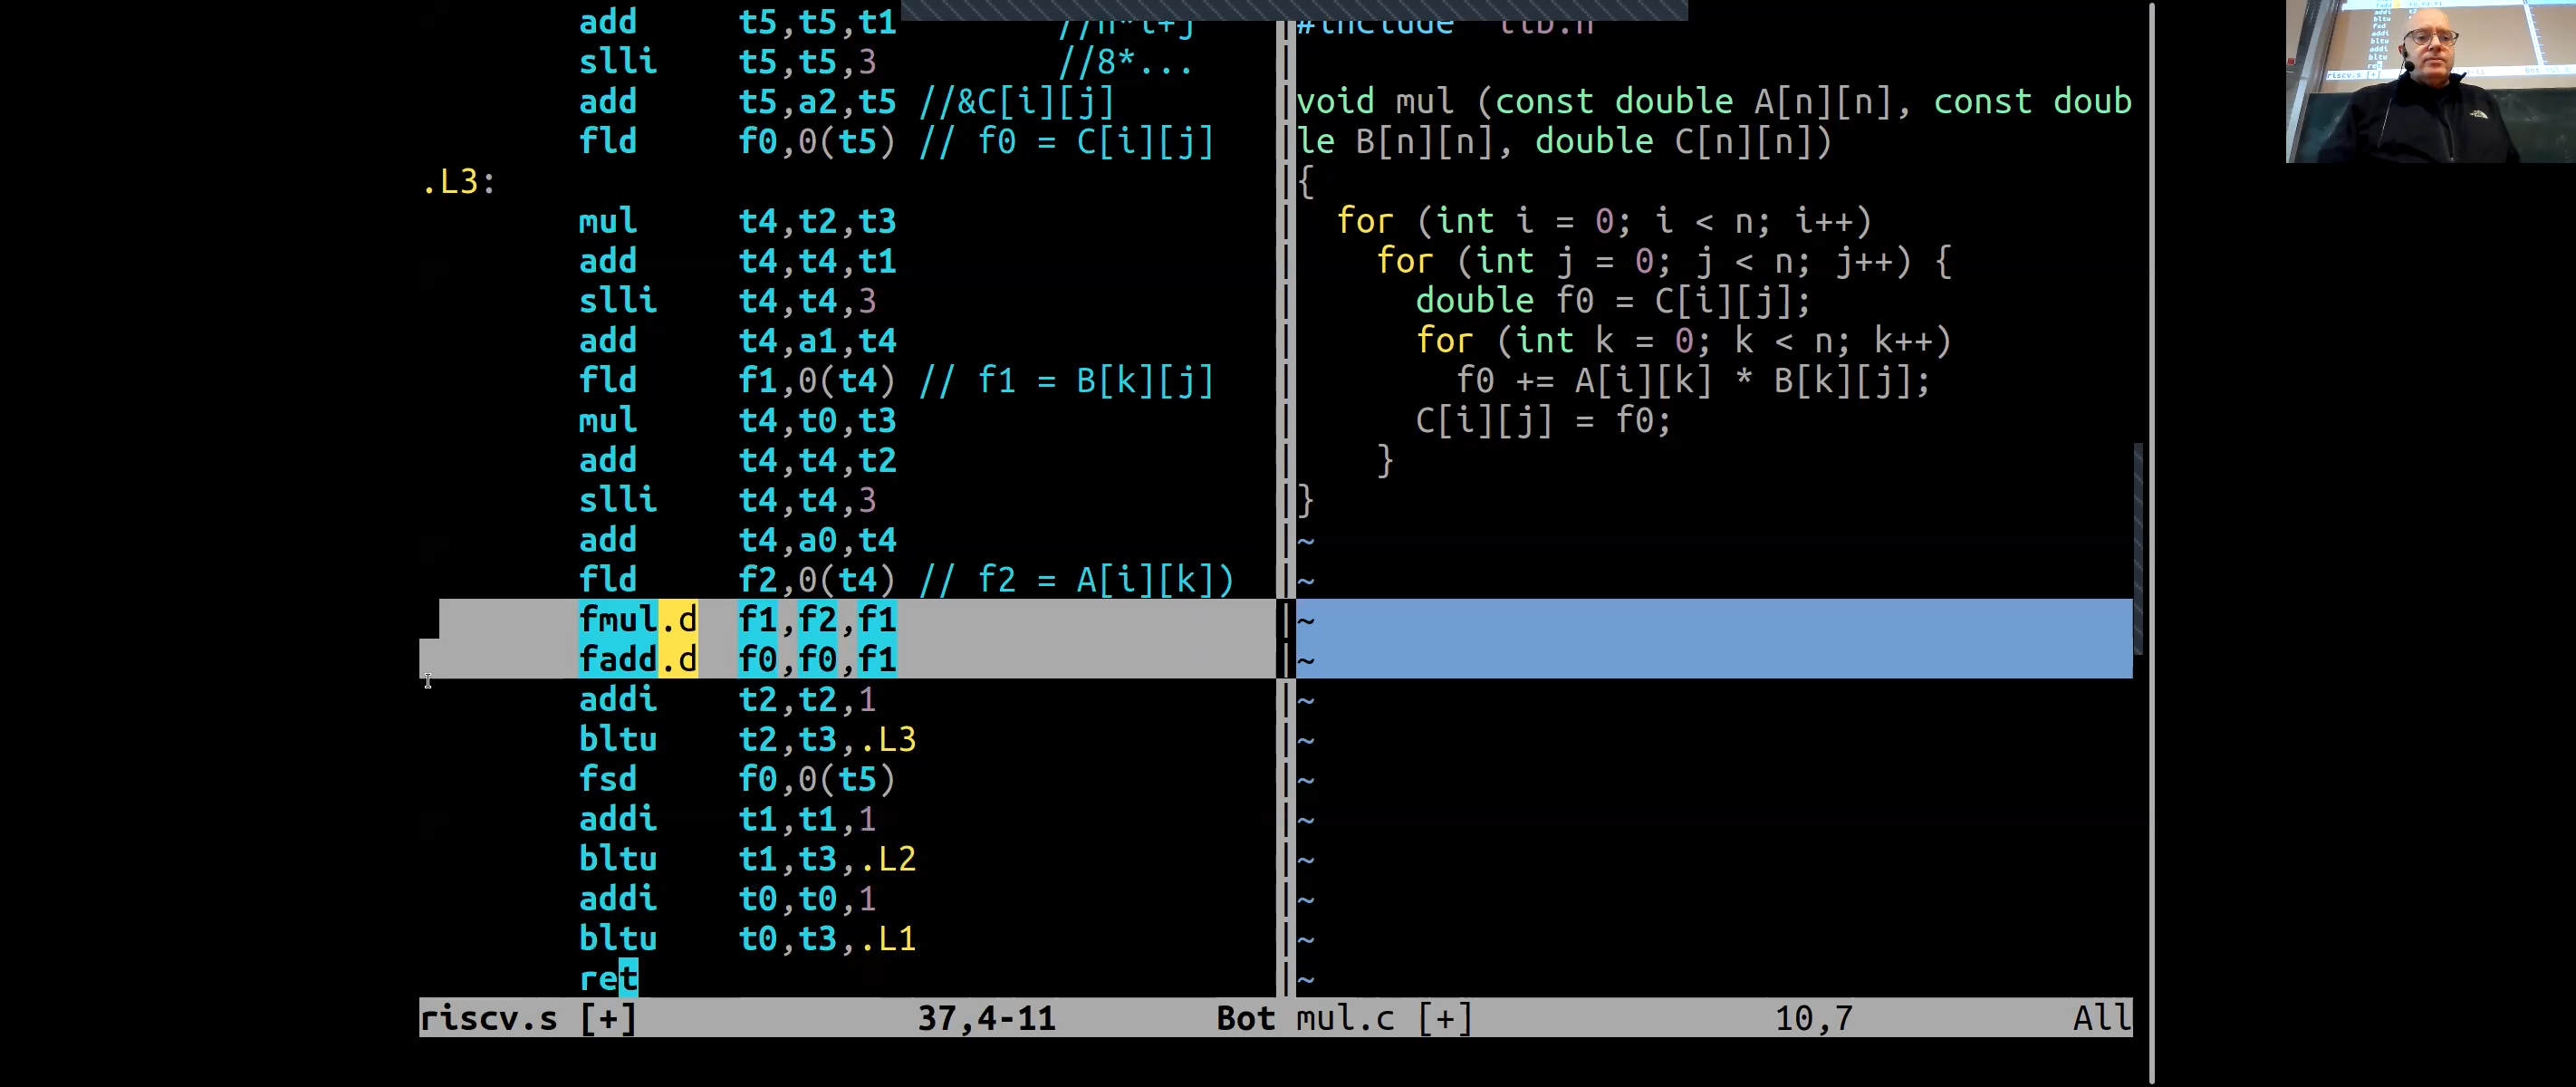 add t5,t5,t1 //n*i+j
slli t5,t5,3 //8*...
add t5,a2,t5 //&C[i][j]
fld f0,0(t5) // f0 = C[i][j]
.L3:
mul t4,t2,t3
add t4,t4,t1
slli t4,t4,3
add t4,a1,t4
fld f1,0(t4) // f1 = B[k][j]
mul t4,t0,t3
add t4,t4,t2
slli t4,t4,3
add t4,a0,t4
fld f2,0(t4) // f2 = A[i][k])
fmul.d f1,f2,f1
fadd.d f0,f0,f1
addi t2,t2,1
bltu t2,t3,.L3
fsd f0,0(t5)
addi t1,t1,1
bltu t1,t3,.L2
addi t0,t0,1
bltu t0,t3,.L1
ret
riscv.s [+] 37,4-11 Bot
#include
void mul (const double A[n][n], const doub
le B[n][n], double C[n][n])
{
for (int i = 0; i < n; i++)
for (int j = 0; j < n; j++) {
double f0 = C[i][j];
for (int k = 0; k < n; k++)
f0 += A[i][k] * B[k][j];
C[i][j] = f0;
}
}
~
~
~
~
~
~
~
~
~
~
~
~
mul.c [+] 10,7 All